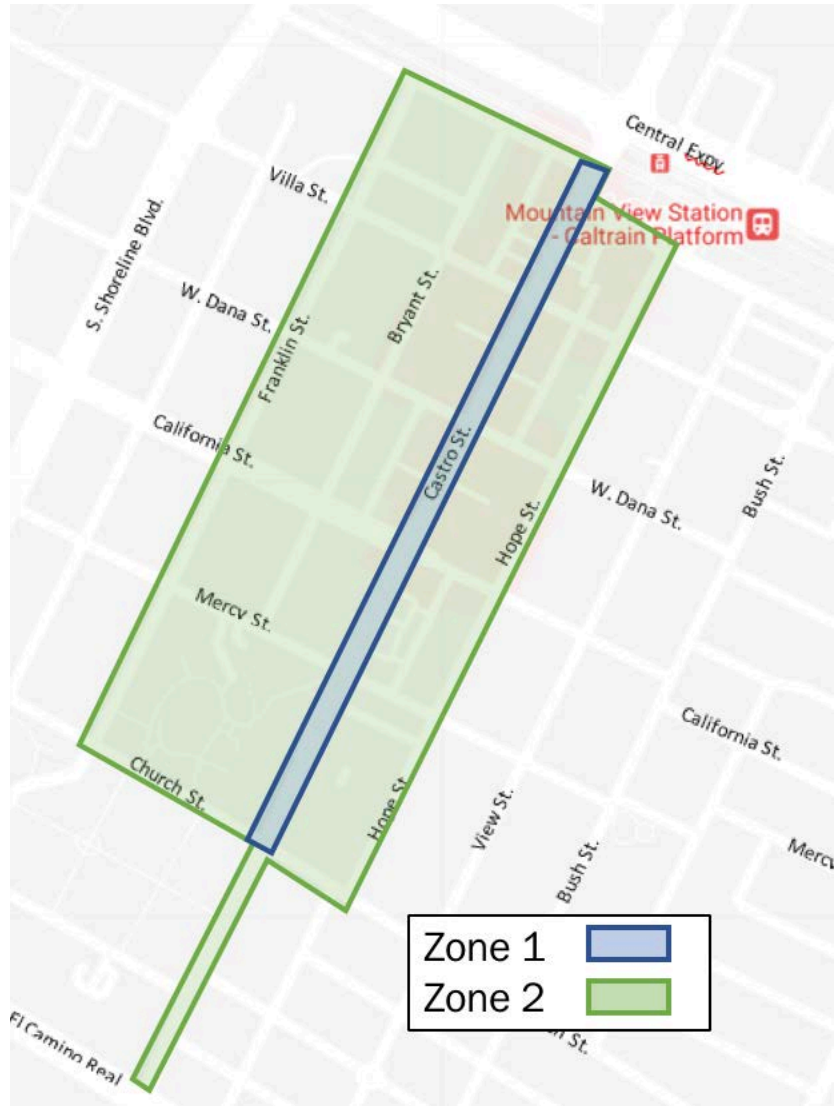 Central Expy
Mountain View Station
- Caltrain Platform
Villa St.
S. Shoreline Blvd.
W. Dana St.
Bryant St.
Franklin St.
California St.
Castro St.
Hope St.
W. Dana St.
Bush St.
Mercy St.
California St.
Church St.
Hope St.
View St.
Bush St.
Mercy
Zone 1
Zone 2
St.
El Camino Real